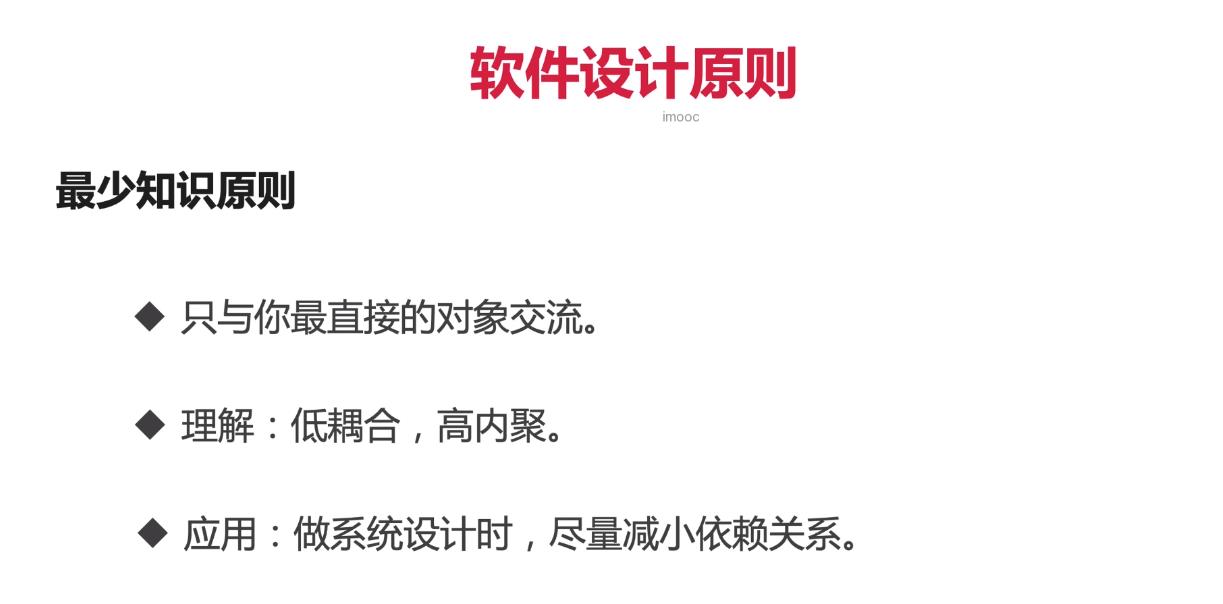 软件设计原则
imooc
最少知识原则
◆ 只与你最直接的对象交流。
◆ 理解：低耦合，高内聚。
◆ 应用：做系统设计时，尽量减小依赖关系。